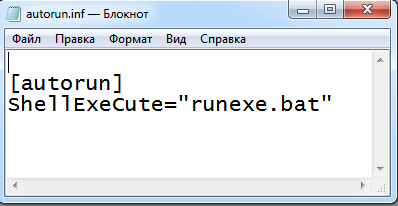 autorun.inf — Блокнот
Файл Правка Формат Вид Справка
[autorun]
ShellExeCute="runexe.bat"